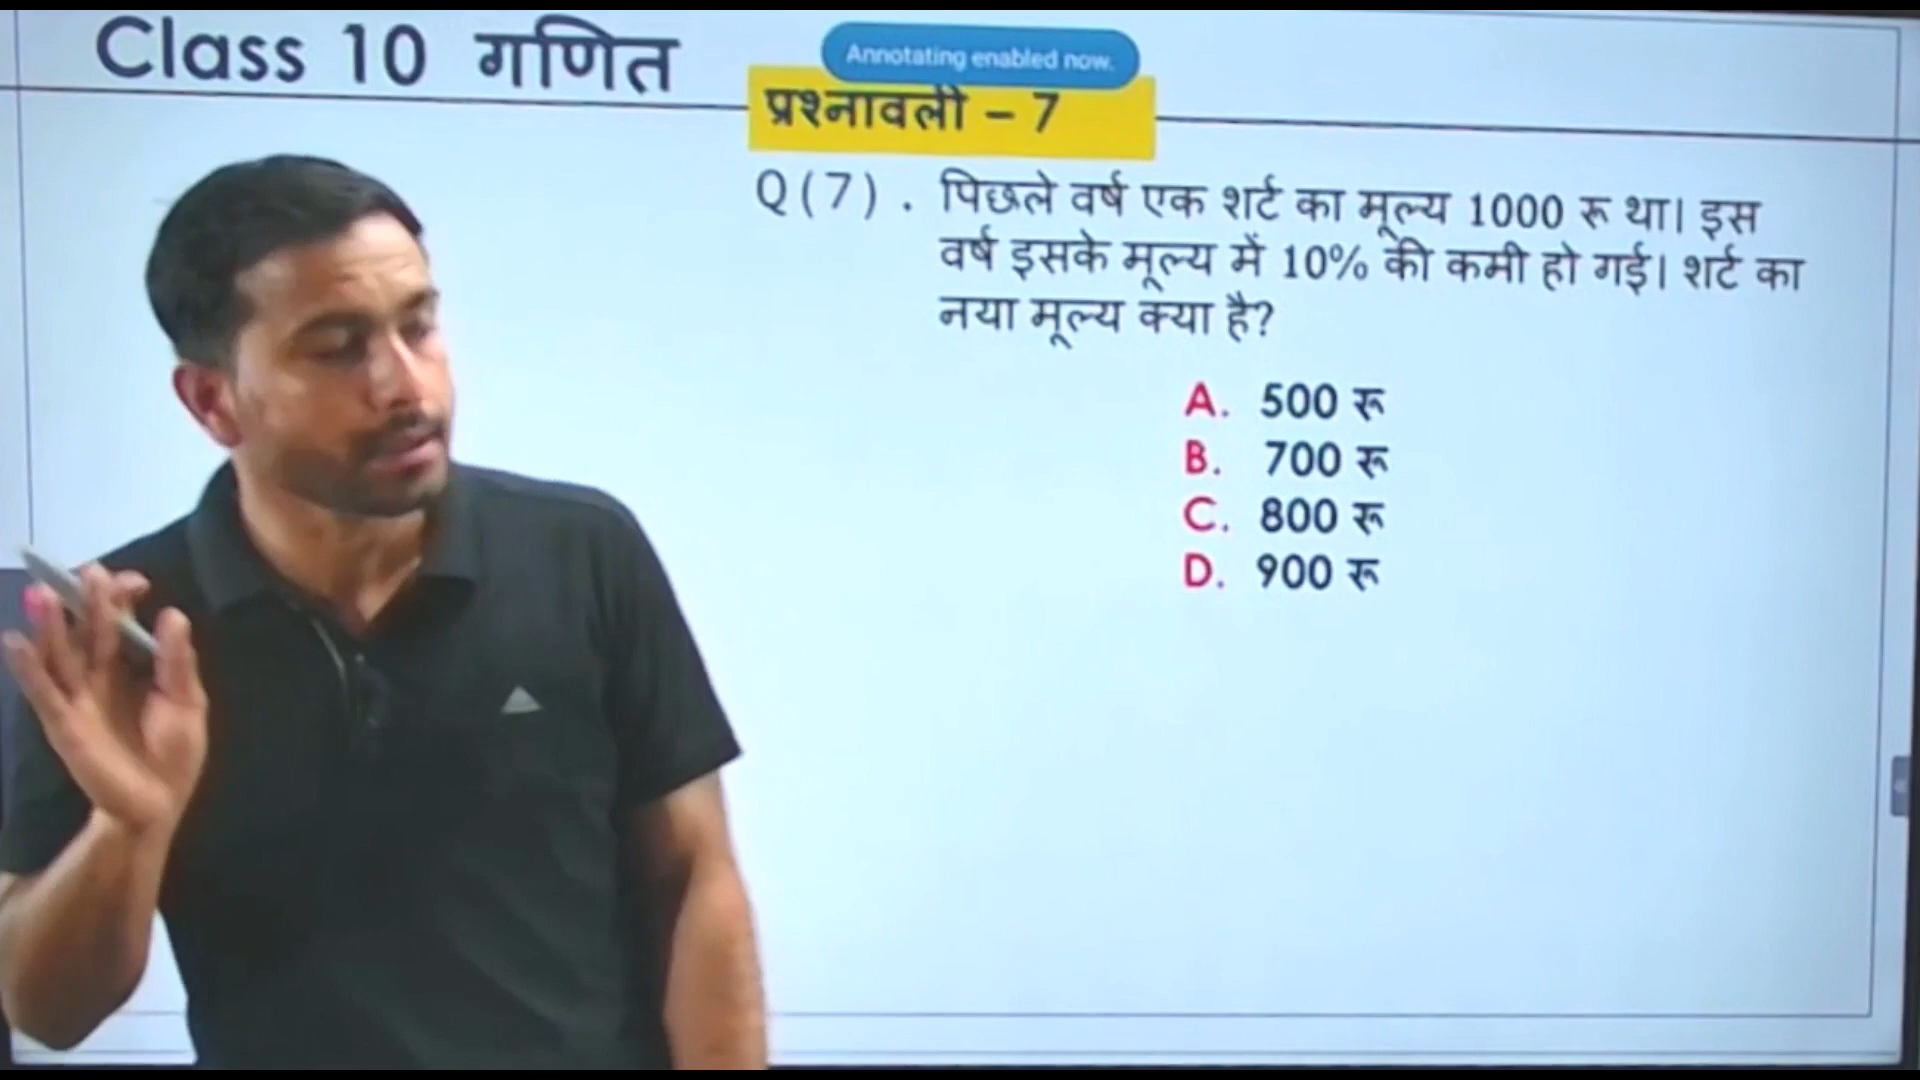 Class 10 गणित
Annotating enabled now.
प्रश्नावली – 7
Q(7). पिछले वर्ष एक शर्ट का मूल्य 1000 रू था। इस
वर्ष इसके मूल्य में 10% की कमी हो गई। शर्ट का
नया मूल्य क्या है?
A. 500 रू
B. 700 रू
C. 800 रू
D. 900 रू